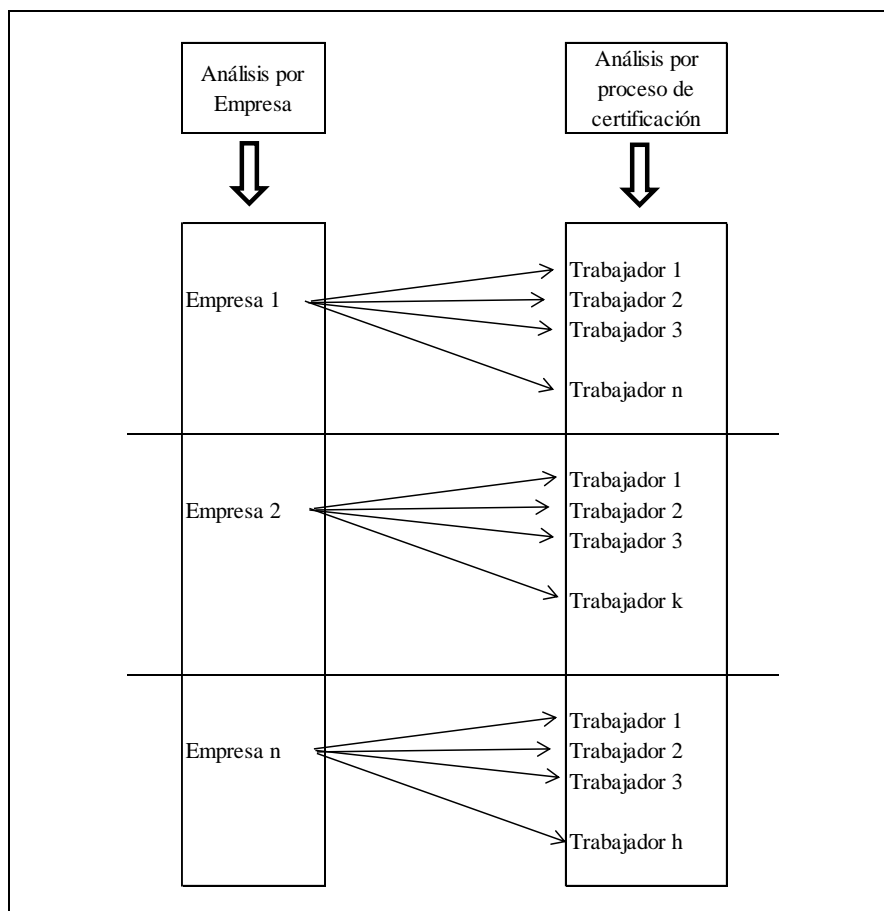 Análisis por
Empresa
Análisis por
proceso de
certificación
Empresa 1
Trabajador 1
Trabajador 2
Trabajador 3
Trabajador n
Empresa 2
Trabajador 1
Trabajador 2
Trabajador 3
Trabajador k
Empresa n
Trabajador 1
Trabajador 2
Trabajador 3
Trabajador h